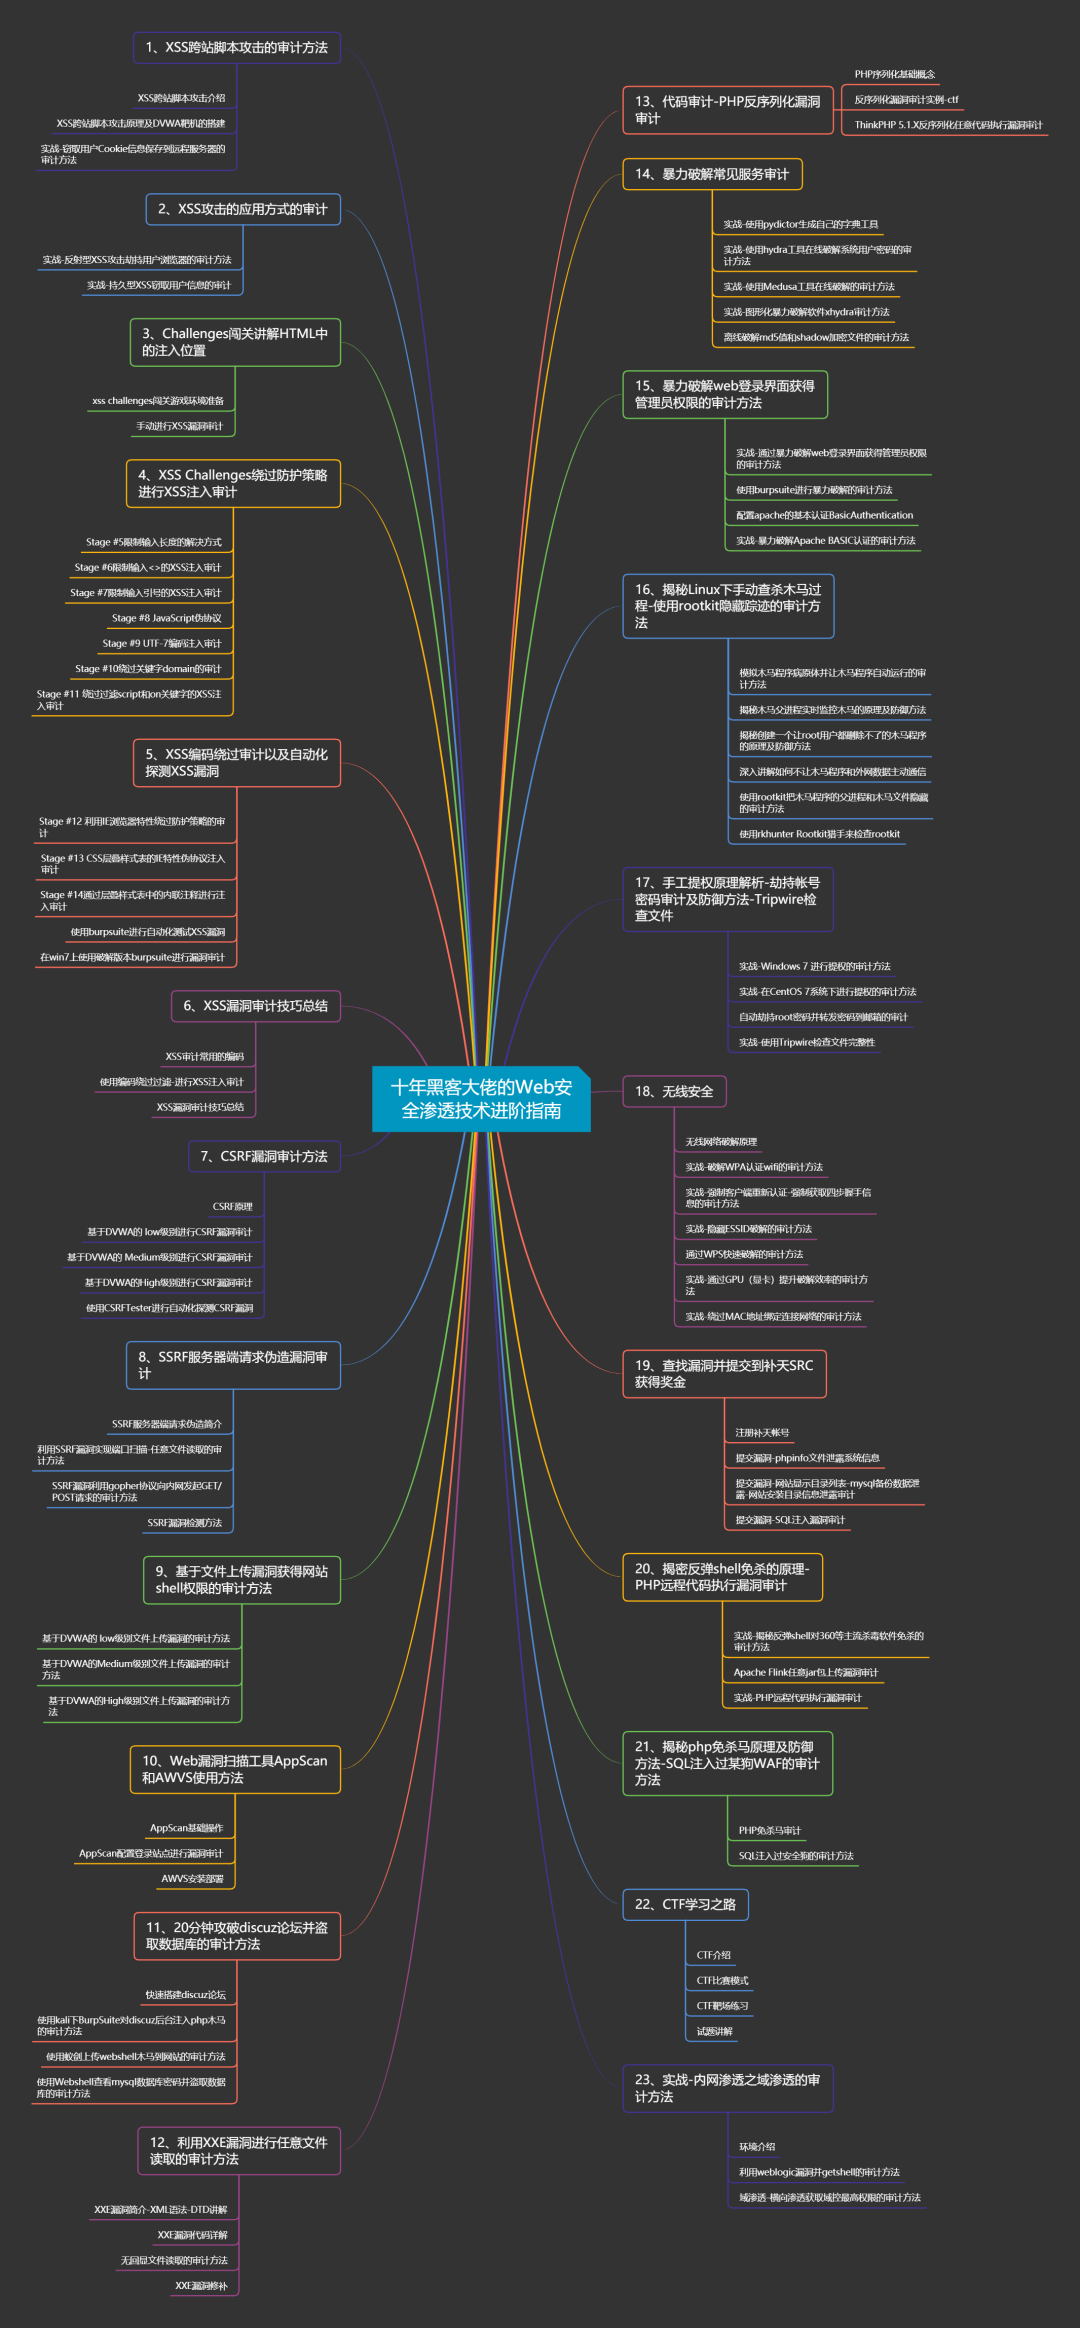 十年黑客大佬的Web安
全渗透技术进阶指南
1、XSS跨站脚本攻击的审计方法
XSS跨站脚本攻击介绍
XSS跨站脚本攻击原理及DVWA靶机的搭建
实战-窃取用户Cookie信息保存到远程服务器的
审计方法
2、XSS攻击的应用方式的审计
实战-反射型XSS攻击劫持用户浏览器的审计方法
实战-持久型XSS窃取用户信息的审计
3、Challenges闯关讲解HTML中
的注入位置
xss challenges闯关游戏环境准备
手动进行XSS漏洞审计
4、XSS Challenges绕过防护策略
进行XSS注入审计
Stage #5限制输入长度的解决方式
Stage #6限制输入<>的XSS注入审计
Stage #7限制输入引号的XSS注入审计
Stage #8 JavaScript伪协议
Stage #9 UTF-7编码注入审计
Stage #10绕过关键字domain的审计
Stage #11 绕过过滤script和on关键字的XSS注
入审计
5、XSS编码绕过审计以及自动化
探测XSS漏洞
Stage #12 利用IE浏览器特性绕过防护策略的审
计
Stage #13 CSS层叠样式表的IE特性伪协议注入
审计
Stage #14通过层叠样式表中的内联注释进行注
入审计
使用burpsuite进行自动化测试XSS漏洞
在win7上使用破解版本burpsuite进行漏洞审计
6、XSS漏洞审计技巧总结
XSS审计常用的编码
使用编码绕过过滤-进行XSS注入审计
XSS漏洞审计技巧总结
7、CSRF漏洞审计方法
CSRF原理
基于DVWA的 low级别进行CSRF漏洞审计
基于DVWA的 Medium级别进行CSRF漏洞审计
基于DVWA的High级别进行CSRF漏洞审计
使用CSRFTester进行自动化探测CSRF漏洞
8、SSRF服务器端请求伪造漏洞审
计
SSRF服务器端请求伪造简介
利用SSRF漏洞实现端口扫描-任意文件读取的审
计方法
SSRF漏洞利用gopher协议向内网发起GET/
POST请求的审计方法
SSRF漏洞检测方法
9、基于文件上传漏洞获得网站
shell权限的审计方法
基于DVWA的 low级别文件上传漏洞的审计方法
基于DVWA的Medium级别文件上传漏洞的审计
方法
基于DVWA的High级别文件上传漏洞的审计方
法
10、Web漏洞扫描工具AppScan
和AWVS使用方法
AppScan基础操作
AppScan配置登录站点进行漏洞审计
AWVS安装部署
11、20分钟攻破discuz论坛并盗
取数据库的审计方法
快速搭建discuz论坛
使用kali下BurpSuite对discuz后台注入php木马
的审计方法
使用蚁剑上传webshell木马到网站的审计方法
使用Webshell查看mysql数据库密码并盗取数据
库的审计方法
12、利用XXE漏洞进行任意文件
读取的审计方法
XXE漏洞简介-XML语法-DTD讲解
XXE漏洞代码详解
无回显文件读取的审计方法
XXE漏洞修补
13、代码审计-PHP反序列化漏洞
审计
PHP序列化基础概念
反序列化漏洞审计实例-ctf
ThinkPHP 5.1.X反序列化任意代码执行漏洞审计
14、暴力破解常见服务审计
实战-使用pydictor生成自己的字典工具
实战-使用hydra工具在线破解系统用户密码的审
计方法
实战-使用Medusa工具在线破解的审计方法
实战-图形化暴力破解软件xhydra审计方法
离线破解md5值和shadow加密文件的审计方法
15、暴力破解web登录界面获得
管理员权限的审计方法
实战-通过暴力破解web登录界面获得管理员权限
的审计方法
使用burpsuite进行暴力破解的审计方法
配置apache的基本认证BasicAuthentication
实战-暴力破解Apache BASIC认证的审计方法
16、揭秘Linux下手动查杀木马过
程-使用rootkit隐藏踪迹的审计方
法
模拟木马程序病原体并让木马程序自动运行的审
计方法
揭秘木马父进程实时监控木马的原理及防御方法
揭秘创建一个让root用户都删除不了的木马程序
的原理及防御方法
深入讲解如何不让木马程序和外网数据主动通信
使用rootkit把木马程序的父进程和木马文件隐藏
的审计方法
使用rkhunter Rootkit猎手来检查rootkit
17、手工提权原理解析-劫持帐号
密码审计及防御方法-Tripwire检
查文件
实战-Windows 7 进行提权的审计方法
实战-在CentOS 7系统下进行提权的审计方法
自动劫持root密码并转发密码到邮箱的审计
实战-使用Tripwire检查文件完整性
18、无线安全
无线网络破解原理
实战-破解WPA认证wifi的审计方法
实战-强制客户端重新认证-强制获取四步握手信
息的审计方法
实战-隐藏ESSID破解的审计方法
通过WPS快速破解的审计方法
实战-通过GPU（显卡）提升破解效率的审计方
法
实战-绕过MAC地址绑定连接网络的审计方法
19、查找漏洞并提交到补天SRC
获得奖金
注册补天帐号
提交漏洞-phpinfo文件泄露系统信息
提交漏洞-网站显示目录列表-mysql备份数据泄
露-网站安装目录信息泄露审计
提交漏洞-SQL注入漏洞审计
20、揭密反弹shell免杀的原理-
PHP远程代码执行漏洞审计
实战-揭秘反弹shell对360等主流杀毒软件免杀的
审计方法
Apache Flink任意jar包上传漏洞审计
实战-PHP远程代码执行漏洞审计
21、揭秘php免杀马原理及防御
方法-SQL注入过某狗WAF的审计
方法
PHP免杀马审计
SQL注入过安全狗的审计方法
22、CTF学习之路
CTF介绍
CTF比赛模式
CTF靶场练习
试题讲解
23、实战-内网渗透之域渗透的审
计方法
环境介绍
利用weblogic漏洞并getshell的审计方法
域渗透-横向渗透获取域控最高权限的审计方法